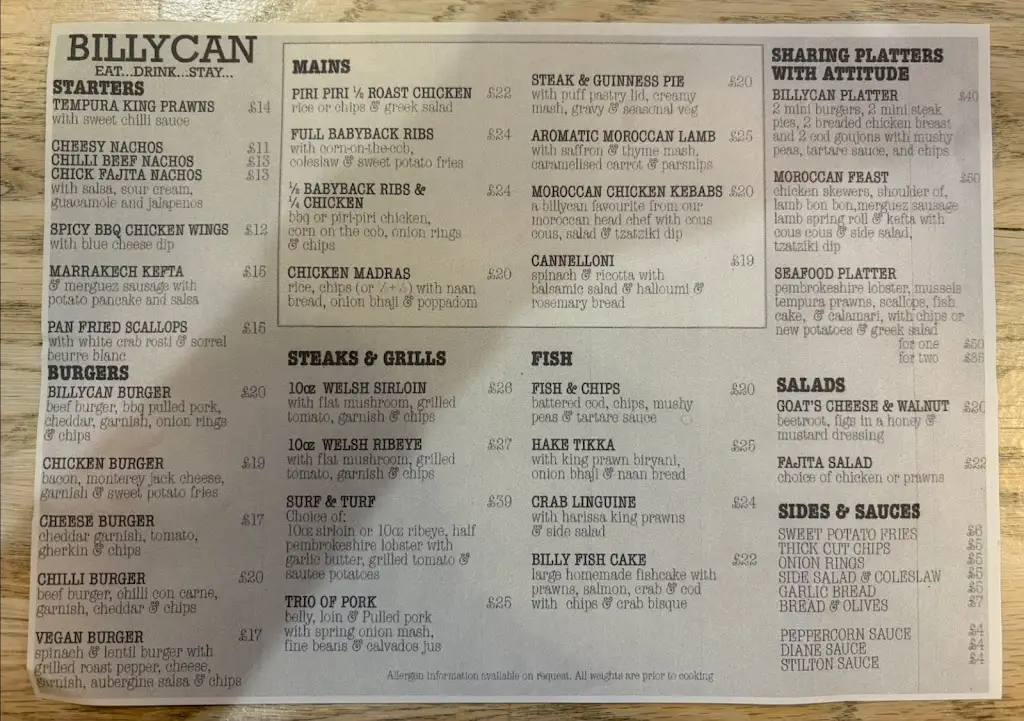 BILLYCAN
EAT...DRINK...STAY...
STARTERS
TEMPURA KING PRAWNS £14
with sweet chilli sauce
CHEESY NACHOS £11
CHILLI BEEF NACHOS £13
CHICK FAJITA NACHOS £13
with salsa, sour cream,
guacamole and jalapenos
SPICY BBQ CHICKEN WINGS £12
with blue cheese dip
MARRAKECH KEFTA £15
& merguez sausage with
potato pancake and salsa
PAN FRIED SCALLOPS £15
with white crab rosti & sorrel
beurre blanc
BURGERS
BILLYCAN BURGER £20
beef burger, bbq pulled pork,
cheddar, garnish, onion rings
& chips
CHICKEN BURGER £19
bacon, monterey jack cheese,
garnish & sweet potato fries
CHEESE BURGER £17
cheddar garnish, tomato,
gherkin & chips
CHILLI BURGER £20
beef burger, chilli con carne,
garnish, cheddar & chips
VEGAN BURGER £17
spinach & lentil burger with
grilled roast pepper, cheese,
garnish, aubergine salsa & chips
MAINS
PIRI PIRI ROAST CHICKEN £22
rice or chips & greek salad
FULL BABYBACK RIBS £24
with corn-on-the-cob,
coleslaw & sweet potato fries
½ BABYBACK RIBS & £24
¼ CHICKEN
bbq or piri-piri chicken,
corn on the cob, onion rings
& chips
CHICKEN MADRAS £20
rice, chips (or ½+½) with naan
bread, onion bhaji & poppadom
STEAK & GUINNESS PIE £20
with puff pastry lid, creamy
mash, gravy & seasonal veg
AROMATIC MOROCCAN LAMB £25
with saffron & thyme mash,
caramelised carrot & parsnips
MOROCCAN CHICKEN KEBABS £20
a billycan favourite from our
moroccan head chef with cous
cous, salad & tzatziki dip
CANNELLONI £19
spinach & ricotta with
balsamic salad & halloumi &
rosemary bread
STEAKS & GRILLS
10oz WELSH SIRLOIN £26
with flat mushroom, grilled
tomato, garnish & chips
10oz WELSH RIBEYE £27
with flat mushroom, grilled
tomato, garnish & chips
SURF & TURF £39
Choice of:
10oz sirloin or 10oz ribeye, half
pembrokeshire lobster with
garlic butter, grilled tomato &
sautee potatoes
TRIO OF PORK £25
belly, loin & Pulled pork
with spring onion mash,
fine beans & calvados jus
FISH
FISH & CHIPS £20
battered cod, chips, mushy
peas & tartare sauce
HAKE TIKKA £25
with king prawn biryani,
onion bhaji & naan bread
CRAB LINGUINE £24
with harissa king prawns
& side salad
BILLY FISH CAKE £22
large homemade fishcake with
prawns, salmon, crab & cod
with chips & crab bisque
SHARING PLATTERS
WITH ATTITUDE
BILLYCAN PLATTER £40
2 mini burgers, 2 mini steak
pies, 2 breaded chicken breast
and 2 cod goujons with mushy
peas, tartare sauce, and chips
MOROCCAN FEAST £50
chicken skewers, shoulder of,
lamb bon bon,merguez sausage
lamb spring roll & kefta with
cous cous & side salad,
tzatziki dip
SEAFOOD PLATTER
pembrokeshire lobster, mussels
tempura prawns, scallops, fish
cake, & calamari, with chips or
new potatoes & greek salad
for one £50
for two £85
SALADS
GOAT'S CHEESE & WALNUT £20
beetroot, figs in a honey &
mustard dressing
FAJITA SALAD £22
choice of chicken or prawns
SIDES & SAUCES
SWEET POTATO FRIES £6
THICK CUT CHIPS £5
ONION RINGS £5
SIDE SALAD & COLESLAW £5
GARLIC BREAD £5
BREAD & OLIVES £7
PEPPERCORN SAUCE £4
DIANE SAUCE £4
STILTON SAUCE £4
Allergen information available on request. All weights are prior to cooking